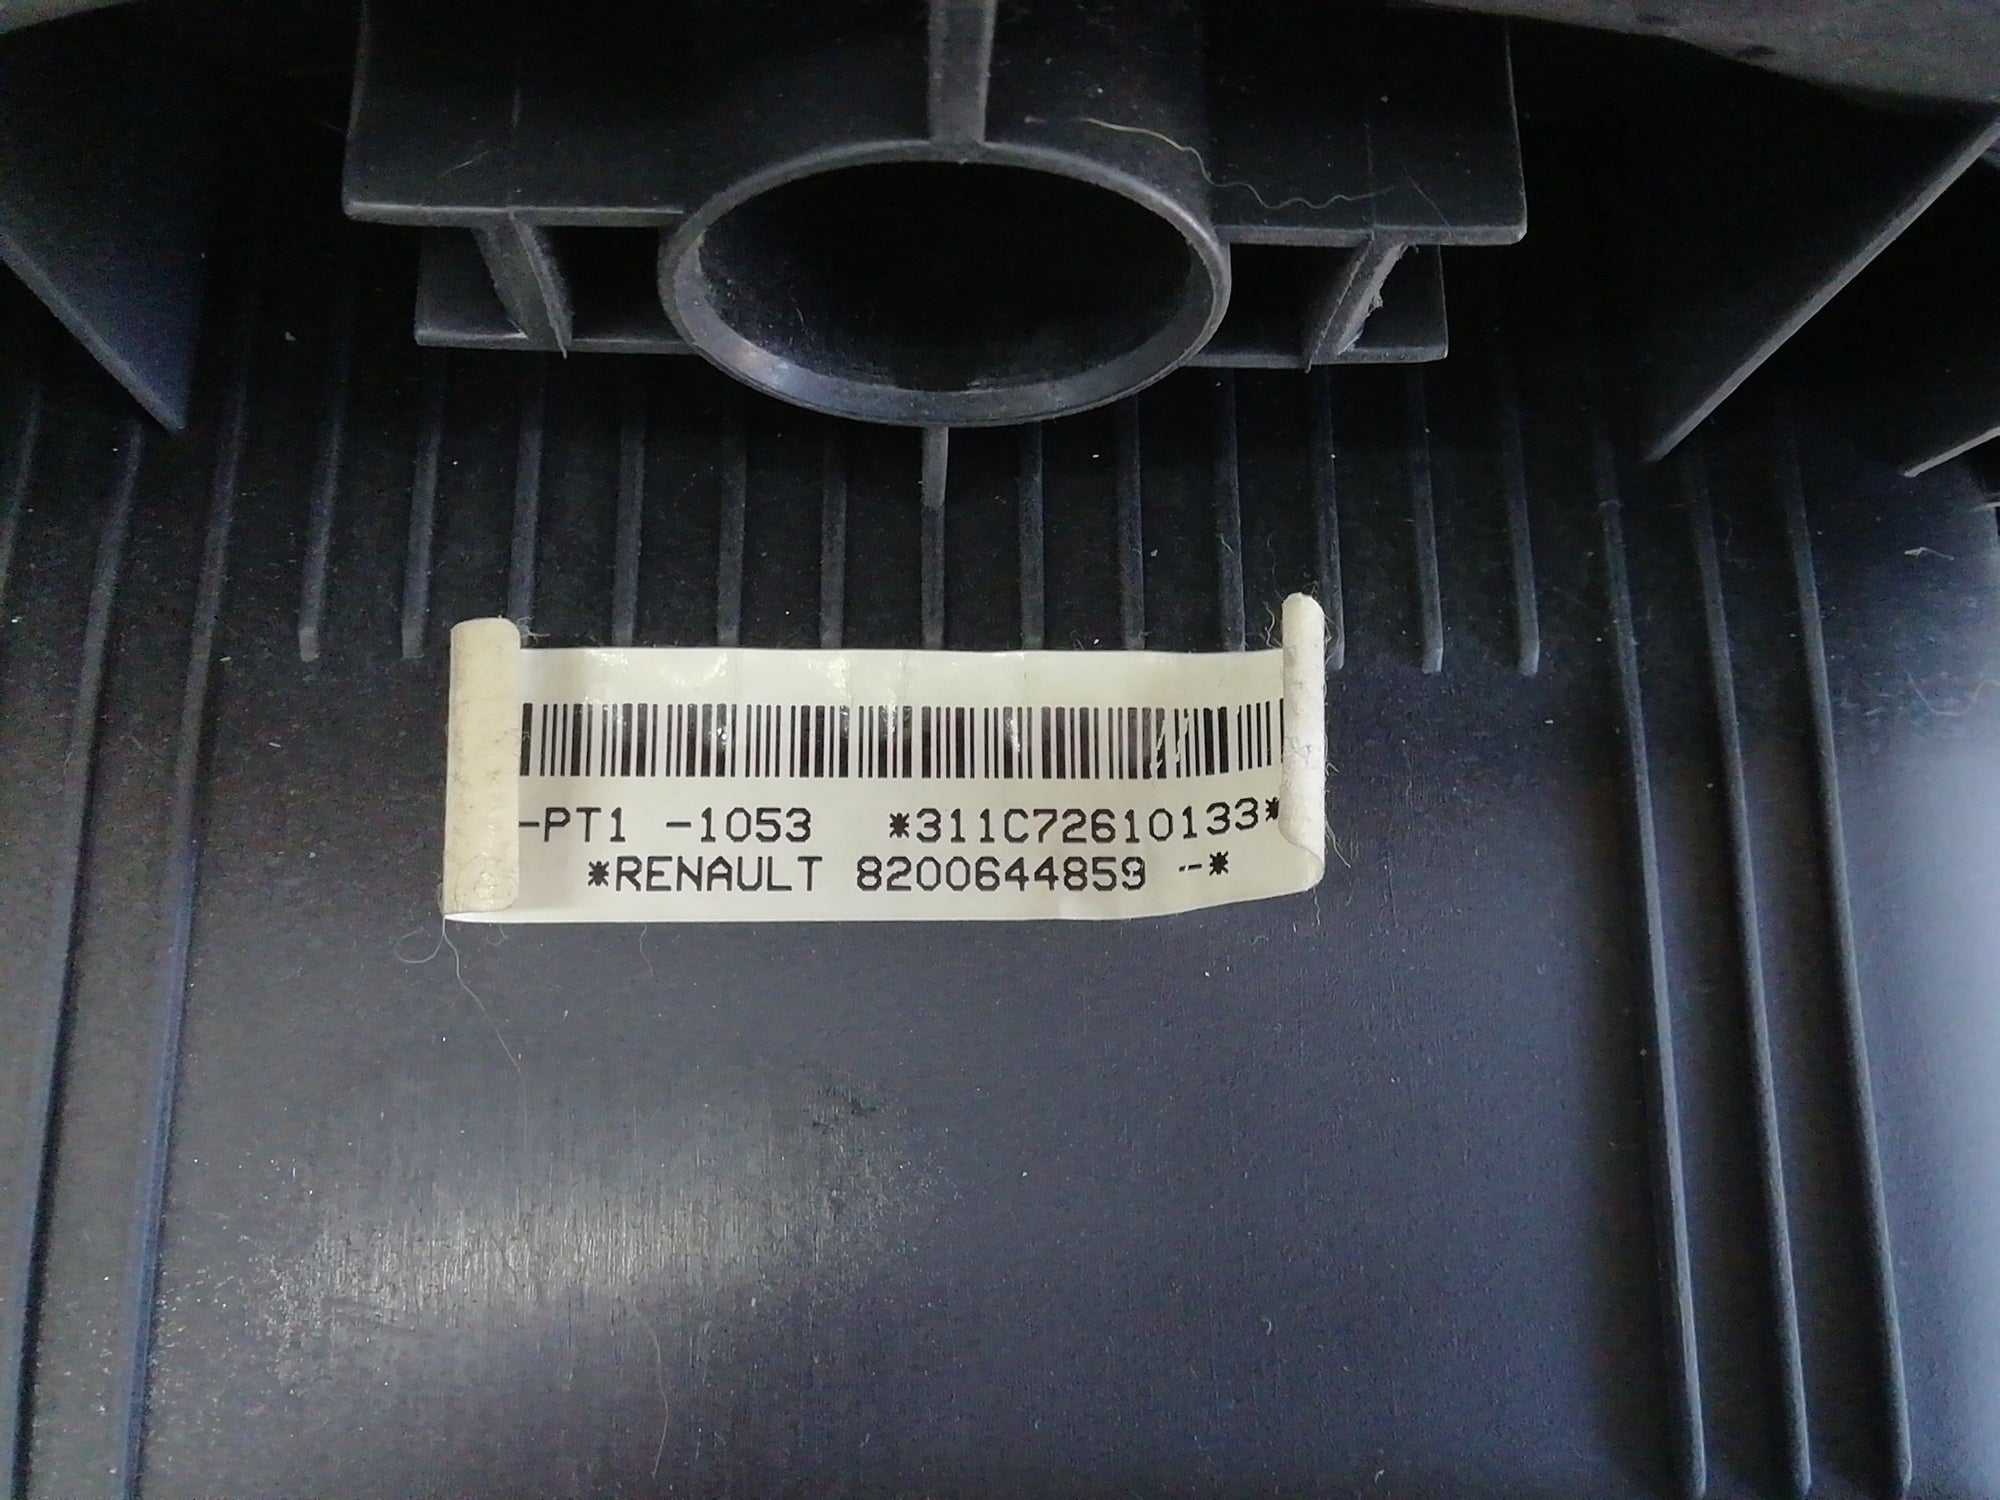 -PT1 -1053 *311C72610133*
*RENAULT 8200644859 --*